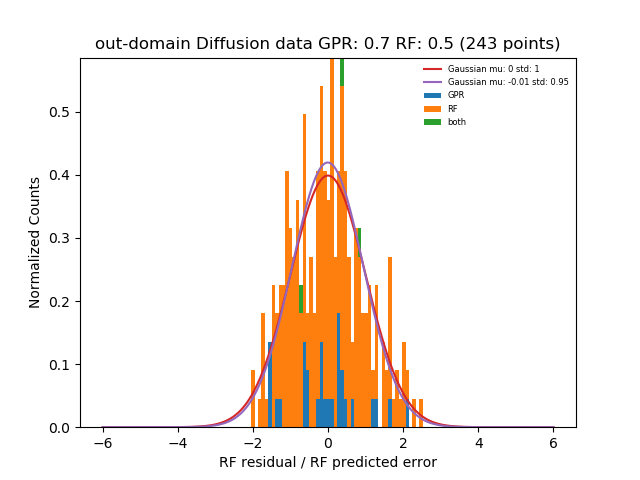 out-domain Diffusion data GPR: 0.7 RF: 0.5 (243 points)
Gaussian mu: 0 std: 1
Gaussian mu: -0.01 std: 0.95
GPR
RF
both
Normalized Counts
0.5
0.4
0.3
0.2
0.1
0.0
−6 −4 −2 0 2 4 6
RF residual / RF predicted error